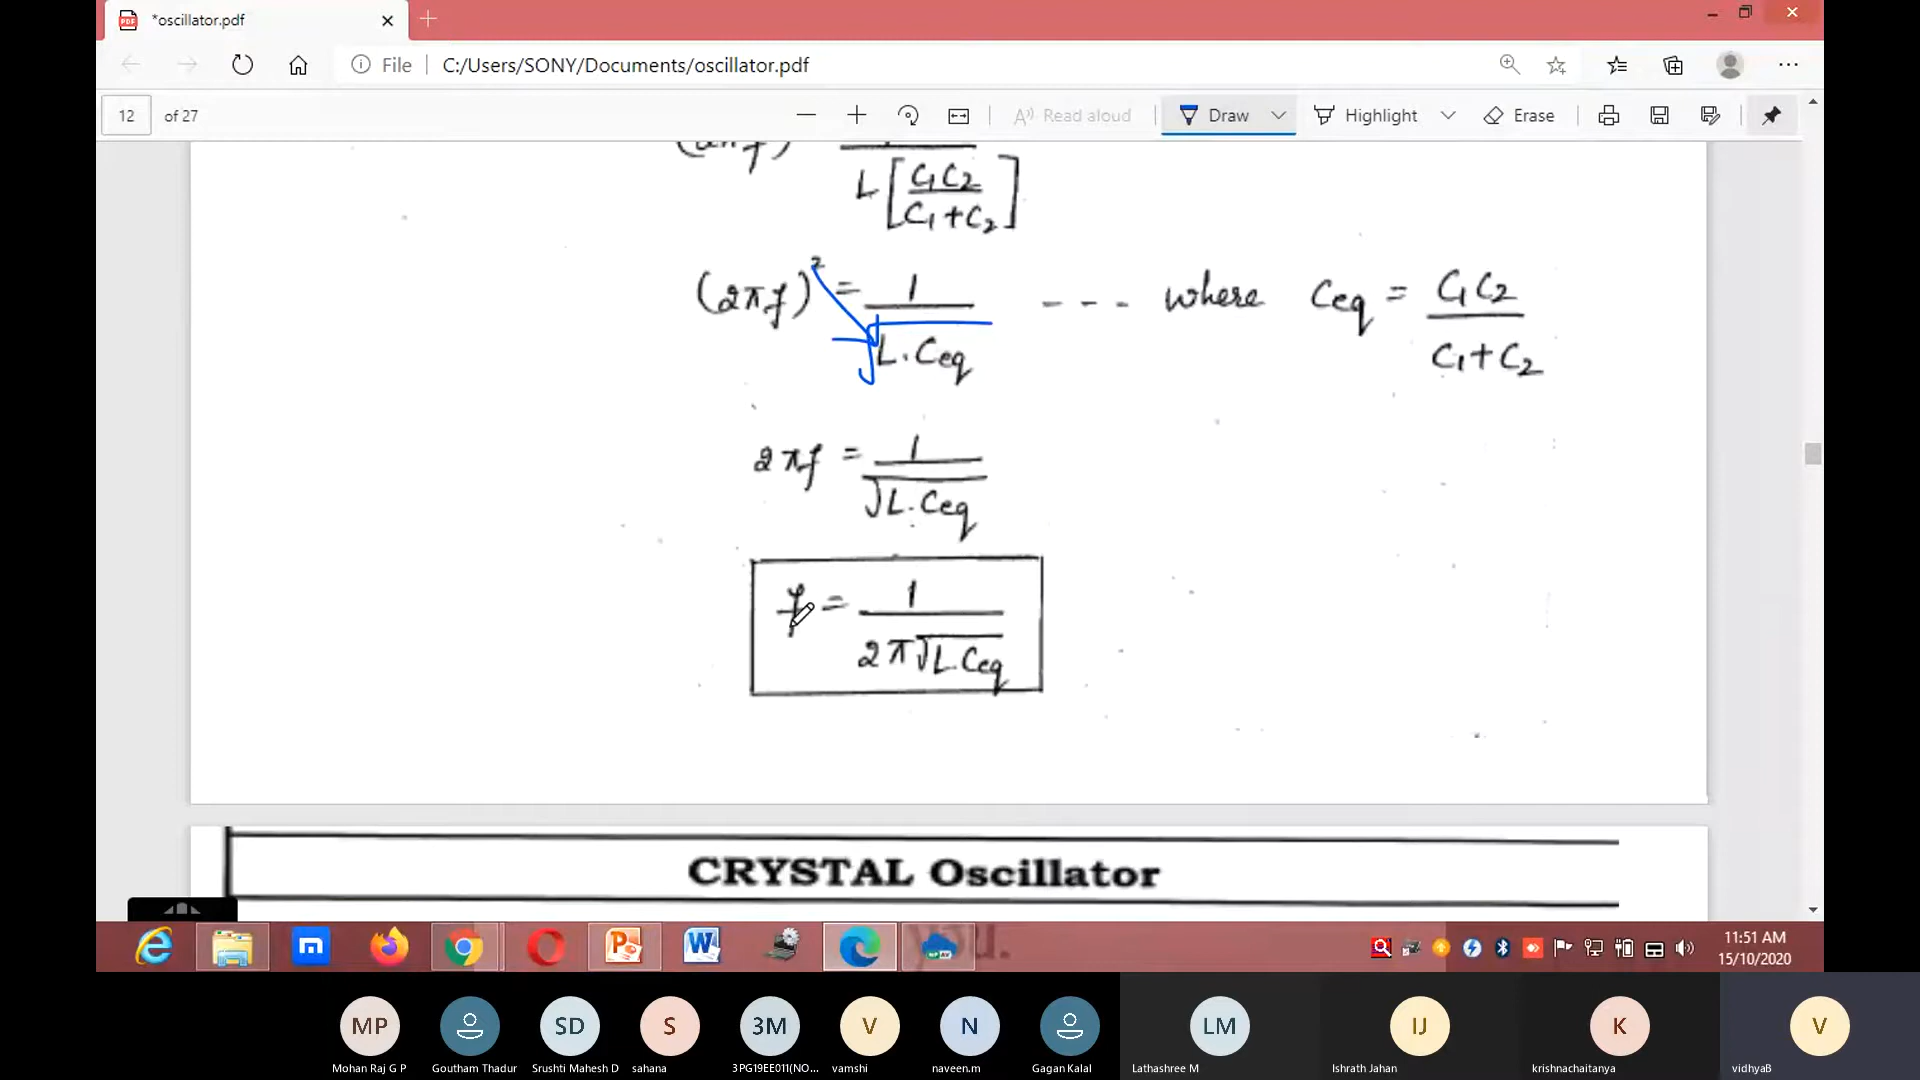 *oscillator.pdf
File C:/Users/SONY/Documents/oscillator.pdf
12 of 27 Read aloud Draw Highlight Erase
(2πf)
L[C1C2/(C1+C2)]
(2πf)² = 1/(L.Ceq) - - - where Ceq = C1C2/(C1+C2)
2πf = 1/√L.Ceq
f = 1/(2π√L.Ceq)
CRYSTAL Oscillator
you.
11:51 AM
15/10/2020
MP SD S 3M V N LM IJ K V
Mohan Raj G P Goutham Thadur Srushti Mahesh D sahana 3PG19EE011(NO... vamshi naveen.m Gagan Kalal Lathashree M Ishrath Jahan krishnachaitanya vidhyaB